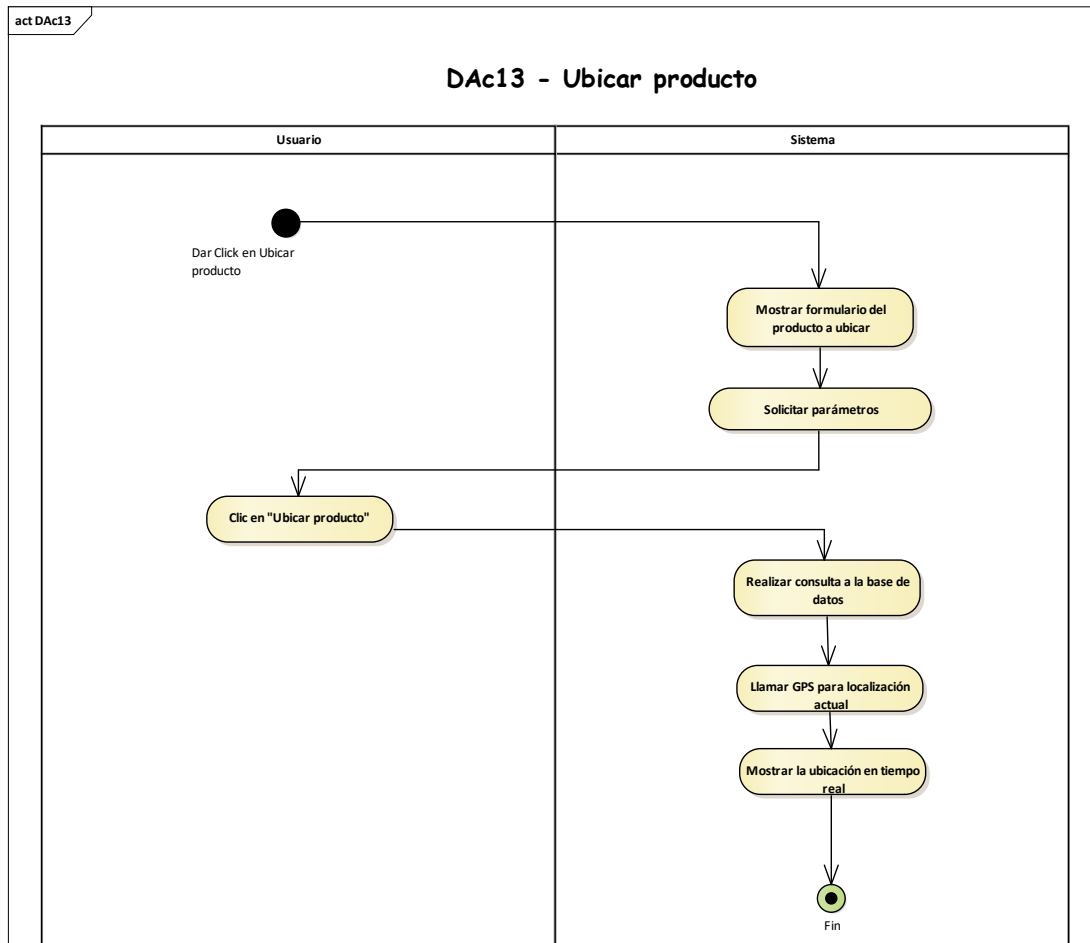 act DAc13
DAc13 - Ubicar producto
Usuario
Sistema
Dar Click en Ubicar
producto
Mostrar formulario del
producto a ubicar
Solicitar parámetros
Clic en "Ubicar producto"
Realizar consulta a la base de
datos
Llamar GPS para localización
actual
Mostrar la ubicación en tiempo
real
Fin